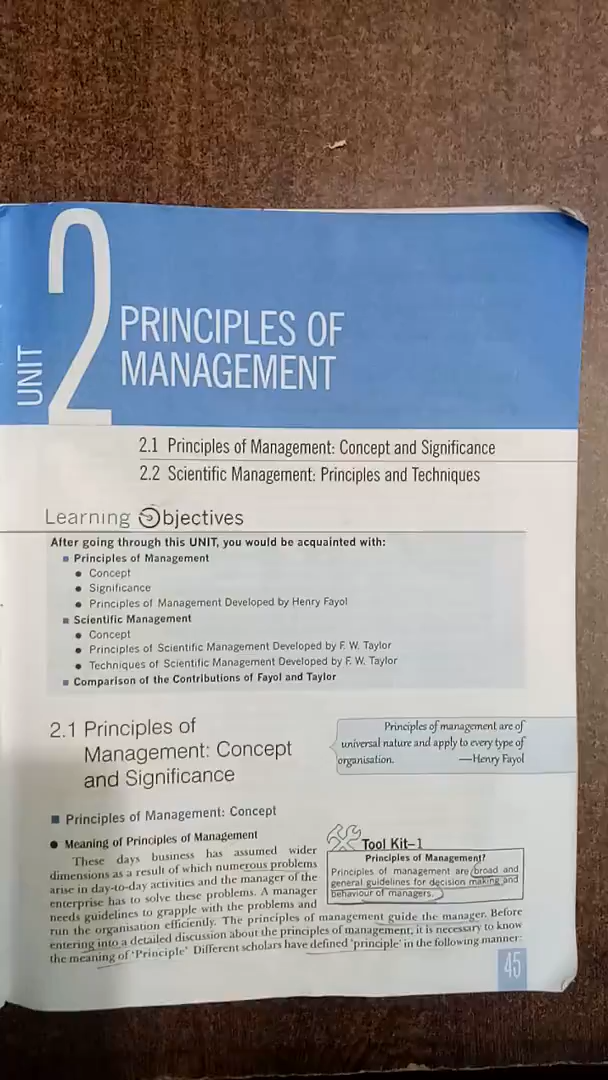 UNIT
2
PRINCIPLES OF
MANAGEMENT
2.1 Principles of Management: Concept and Significance
2.2 Scientific Management: Principles and Techniques
Learning Objectives
After going through this UNIT, you would be acquainted with:
■ Principles of Management
● Concept
● Significance
● Principles of Management Developed by Henry Fayol
■ Scientific Management
● Concept
● Principles of Scientific Management Developed by F. W. Taylor
● Techniques of Scientific Management Developed by F. W. Taylor
■ Comparison of the Contributions of Fayol and Taylor
2.1 Principles of
Management: Concept
and Significance
Principles of management are of
universal nature and apply to every type of
organisation. —Henry Fayol
■ Principles of Management: Concept
● Meaning of Principles of Management
Tool Kit–1
Principles of Management?
Principles of management are broad and
general guidelines for decision making and
behaviour of managers.
These days business has assumed wider
dimensions as a result of which numerous problems
arise in day-to-day activities and the manager of the
enterprise has to solve these problems. A manager
needs guidelines to grapple with the problems and
run the organisation efficiently. The principles of management guide the manager. Before
entering into a detailed discussion about the principles of management, it is necessary to know
the meaning of 'Principle' Different scholars have defined 'principle' in the following manner:
45